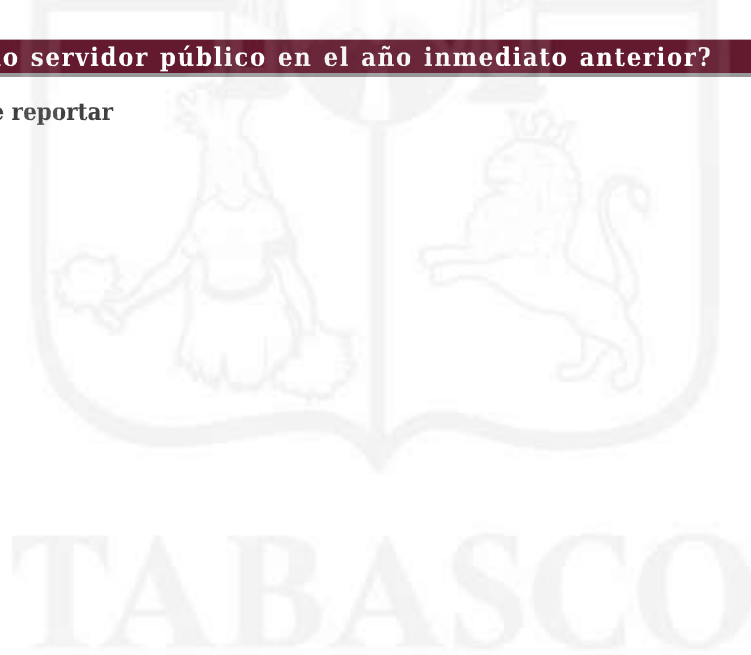 o servidor público en el año inmediato anterior?
e reportar
TABASCO